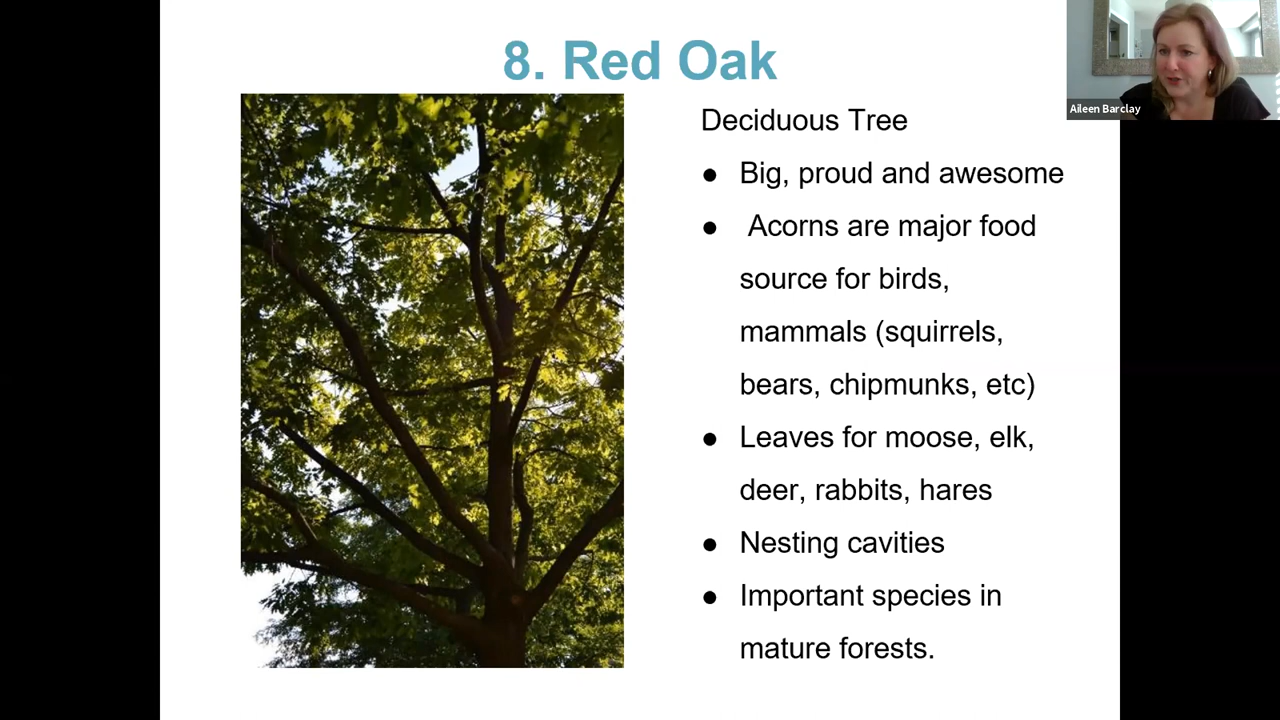 8. Red Oak
Aileen Barclay
Deciduous Tree
● Big, proud and awesome
● Acorns are major food
source for birds,
mammals (squirrels,
bears, chipmunks, etc)
● Leaves for moose, elk,
deer, rabbits, hares
● Nesting cavities
● Important species in
mature forests.